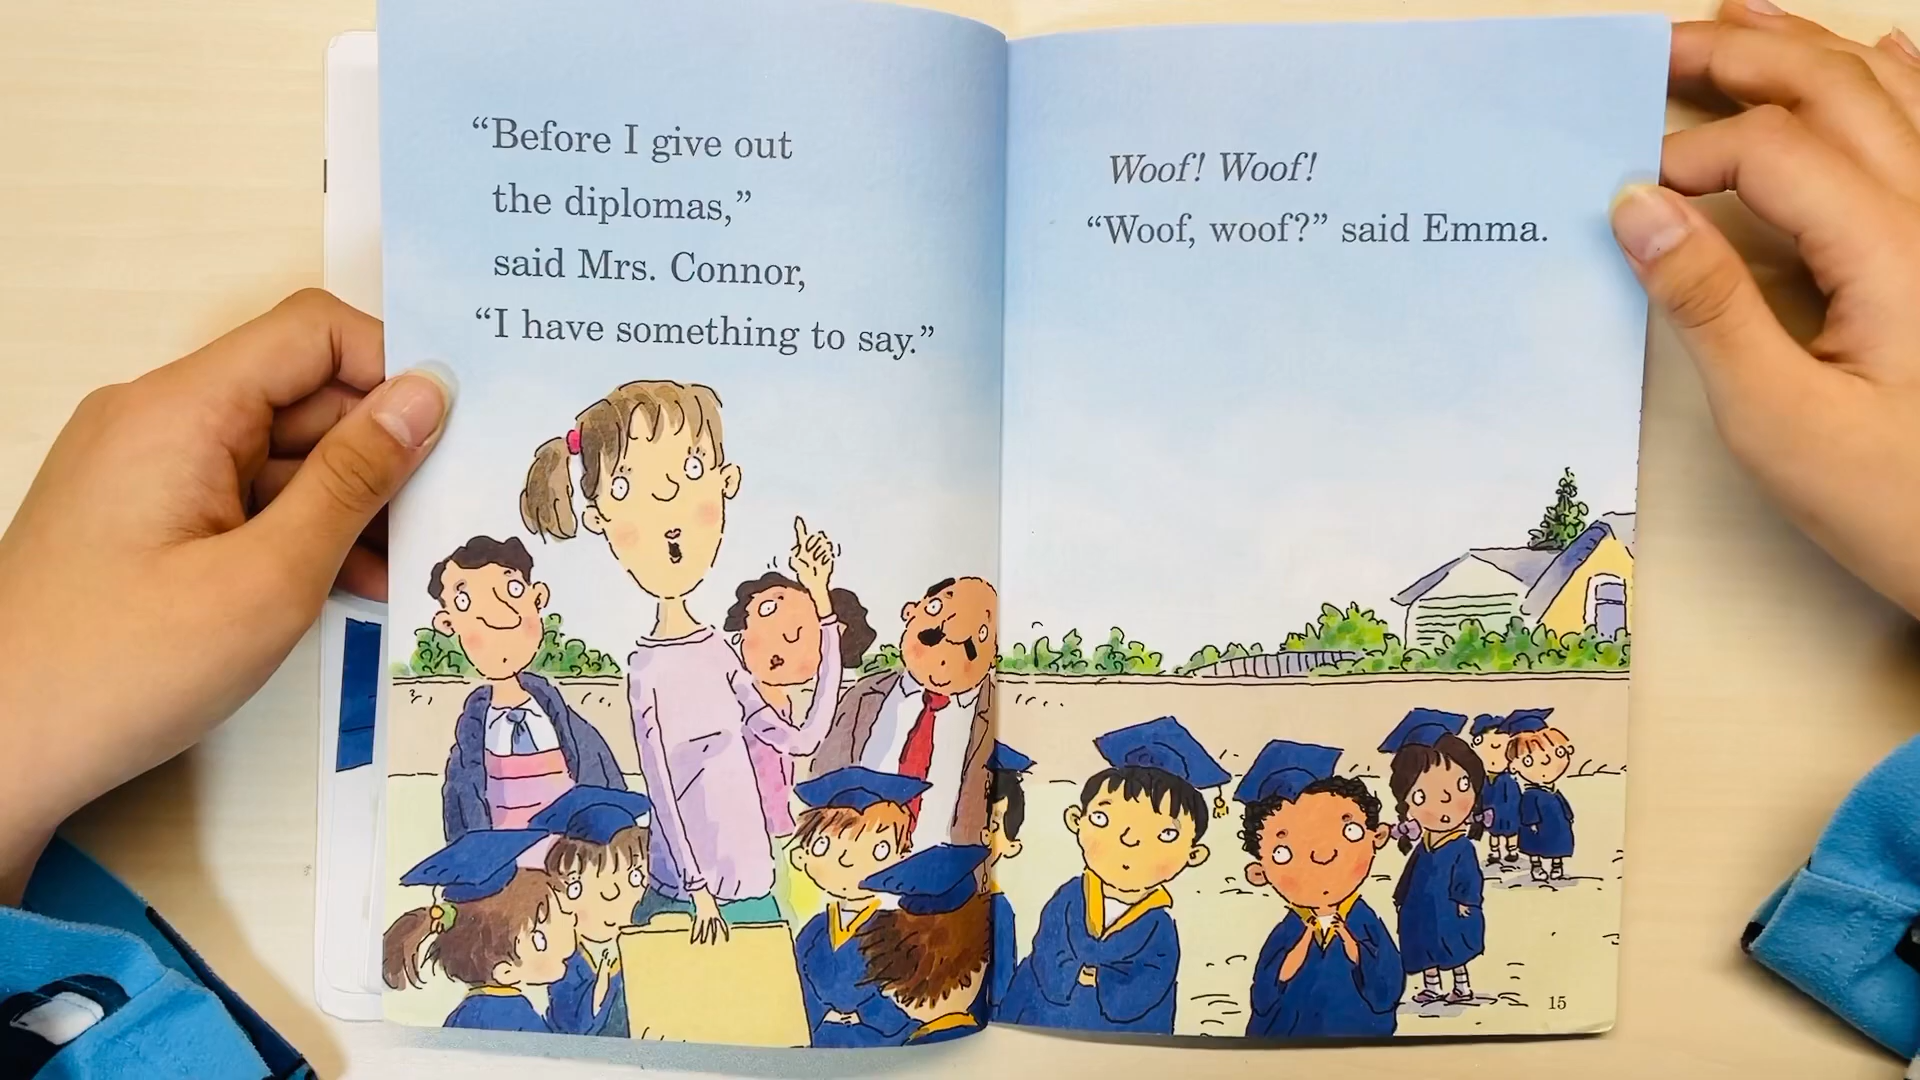 “Before I give out
the diplomas,”
said Mrs. Connor,
“I have something to say.”
Woof! Woof!
“Woof, woof?” said Emma.
15